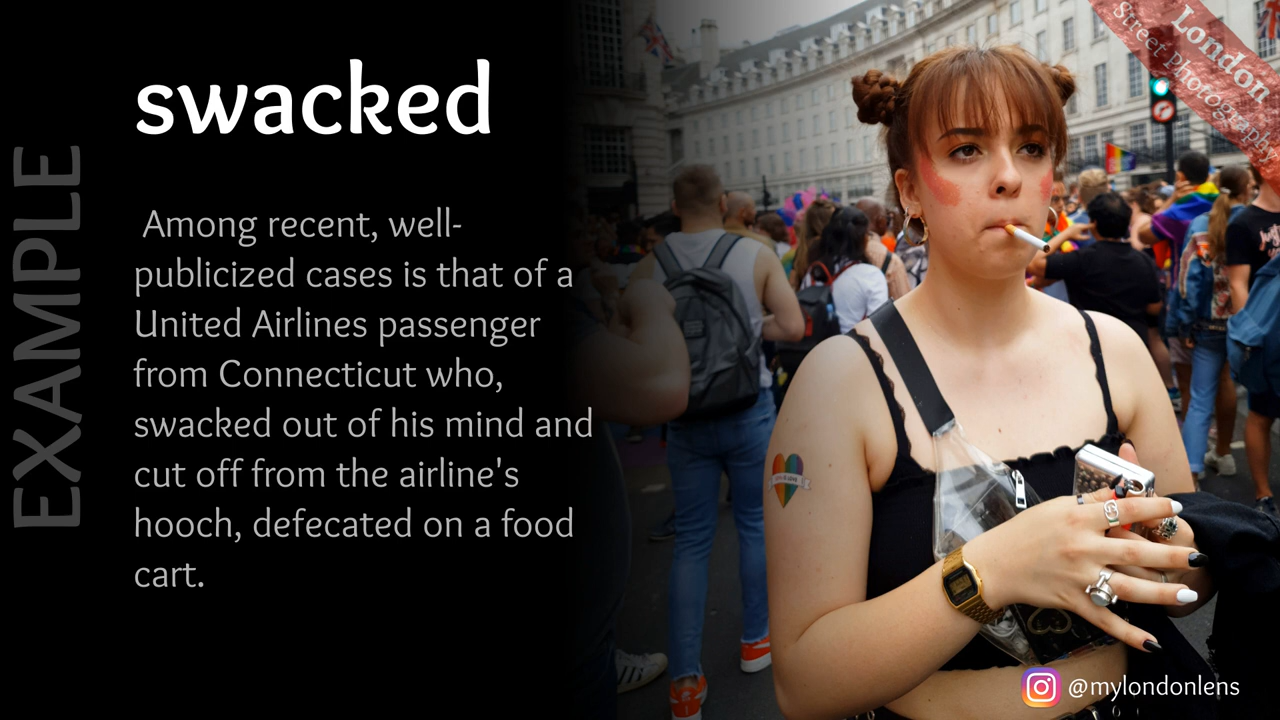 EXAMPLE
swacked
Among recent, well-
publicized cases is that of a
United Airlines passenger
from Connecticut who,
swacked out of his mind and
cut off from the airline's
hooch, defecated on a food
cart.
London
Street Photography
@mylondonlens